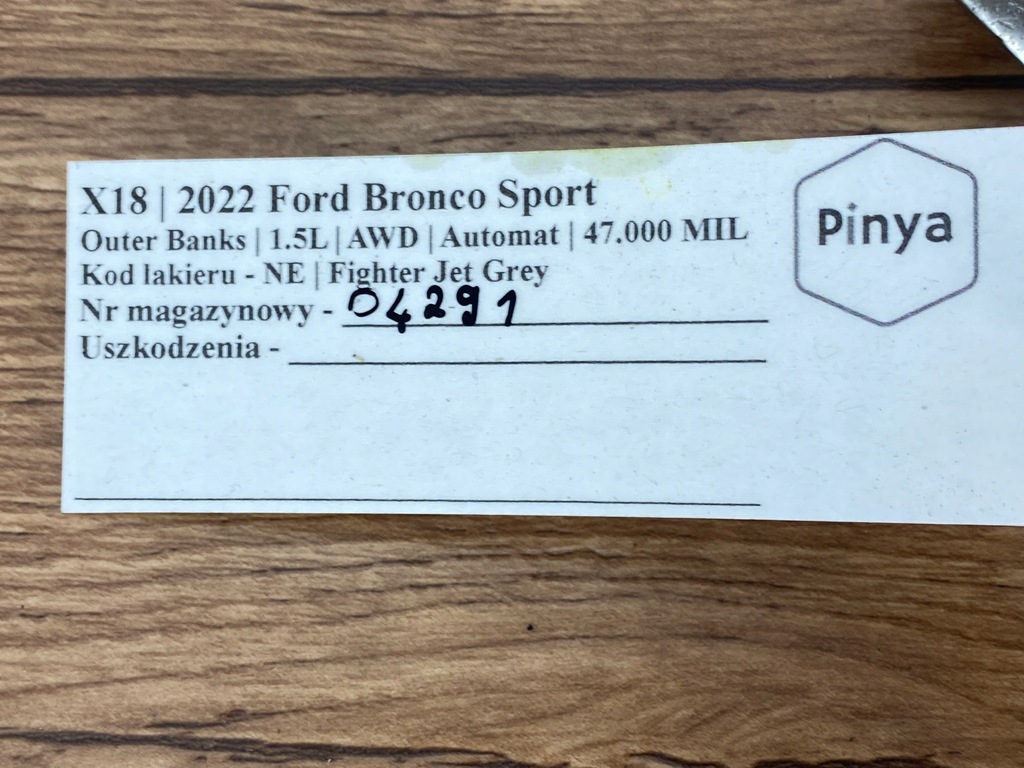 X18 | 2022 Ford Bronco Sport
Outer Banks | 1.5L | AWD | Automat | 47.000 MIL
Kod lakieru - NE | Fighter Jet Grey
Nr magazynowy - 04291
Uszkodzenia -
Pinya